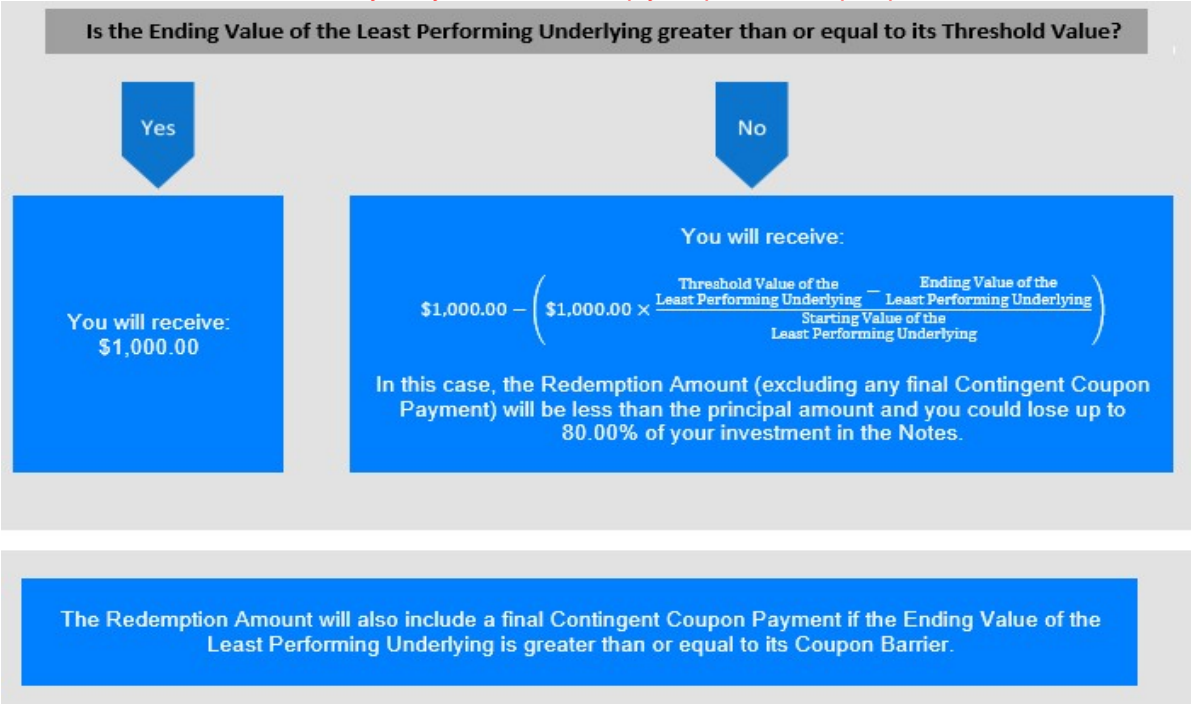 Is the Ending Value of the Least Performing Underlying greater than or equal to its Threshold Value?
Yes
No
You will receive:
$1,000.00
You will receive:
$1,000.00 − ( $1,000.00 × (Threshold Value of the Least Performing Underlying − Ending Value of the Least Performing Underlying) / Starting Value of the Least Performing Underlying )
In this case, the Redemption Amount (excluding any final Contingent Coupon
Payment) will be less than the principal amount and you could lose up to
80.00% of your investment in the Notes.
The Redemption Amount will also include a final Contingent Coupon Payment if the Ending Value of the
Least Performing Underlying is greater than or equal to its Coupon Barrier.